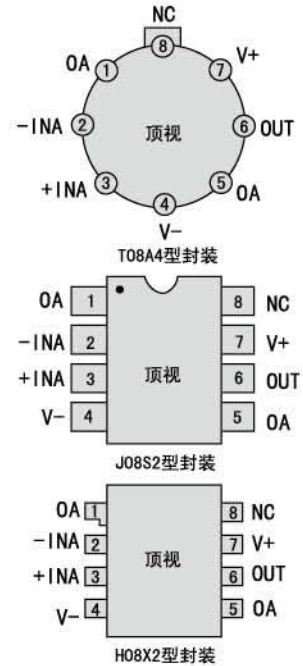 NC
8
OA 1 7 V+
-INA 2 顶视 6 OUT
+INA 3 5 OA
4
V-
T08A4型封装
OA 1 8 NC
-INA 2 7 V+
+INA 3 顶视 6 OUT
V- 4 5 OA
J08S2型封装
OA 1 8 NC
-INA 2 顶视 7 V+
+INA 3 6 OUT
V- 4 5 OA
H08X2型封装